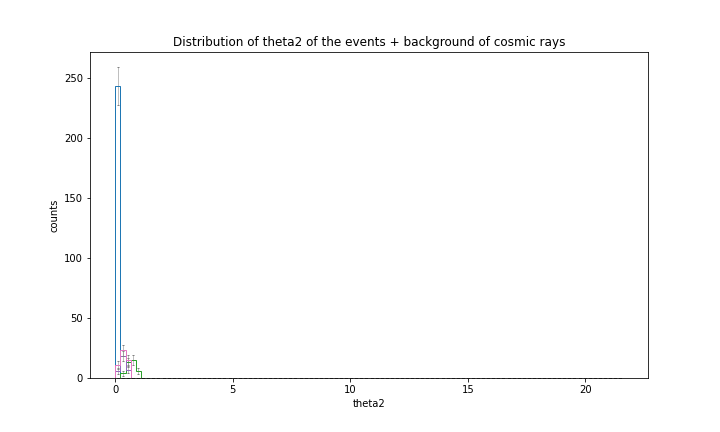 Distribution of theta2 of the events + background of cosmic rays
250
200
150
100
50
0
counts
0 5 10 15 20
theta2